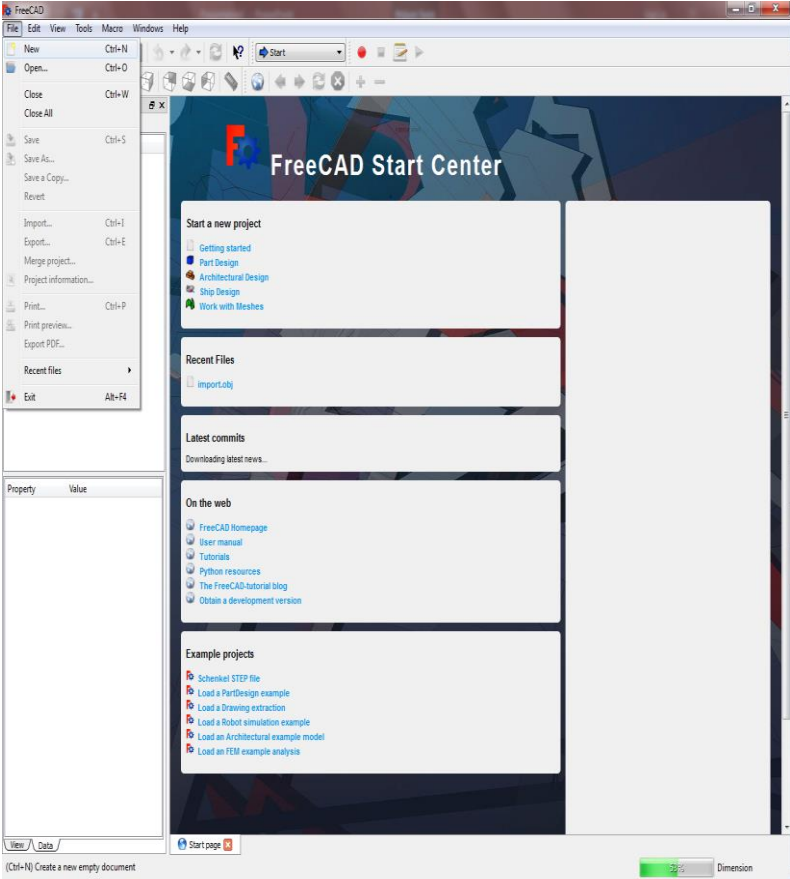 FreeCAD
File Edit View Tools Macro Windows Help
New Ctrl+N
Start
Open... Ctrl+O
Close Ctrl+W
Close All
Save Ctrl+S
Save As...
Save a Copy...
Revert
Import... Ctrl+I
Export... Ctrl+E
Merge project...
Project information...
Print... Ctrl+P
Print preview...
Export PDF...
Recent files
Exit Alt+F4
Property Value
View Data
FreeCAD Start Center
Start a new project
Getting started
Part Design
Architectural Design
Ship Design
Work with Meshes
Recent Files
import.obj
Latest commits
Downloading latest news...
On the web
FreeCAD Homepage
User manual
Tutorials
Python resources
The FreeCAD-tutorial blog
Obtain a development version
Example projects
Schenkel STEP file
Load a PartDesign example
Load a Drawing extraction
Load a Robot simulation example
Load an Architectural example model
Load an FEM example analysis
Start page
(Ctrl+N) Create a new empty document
Dimension